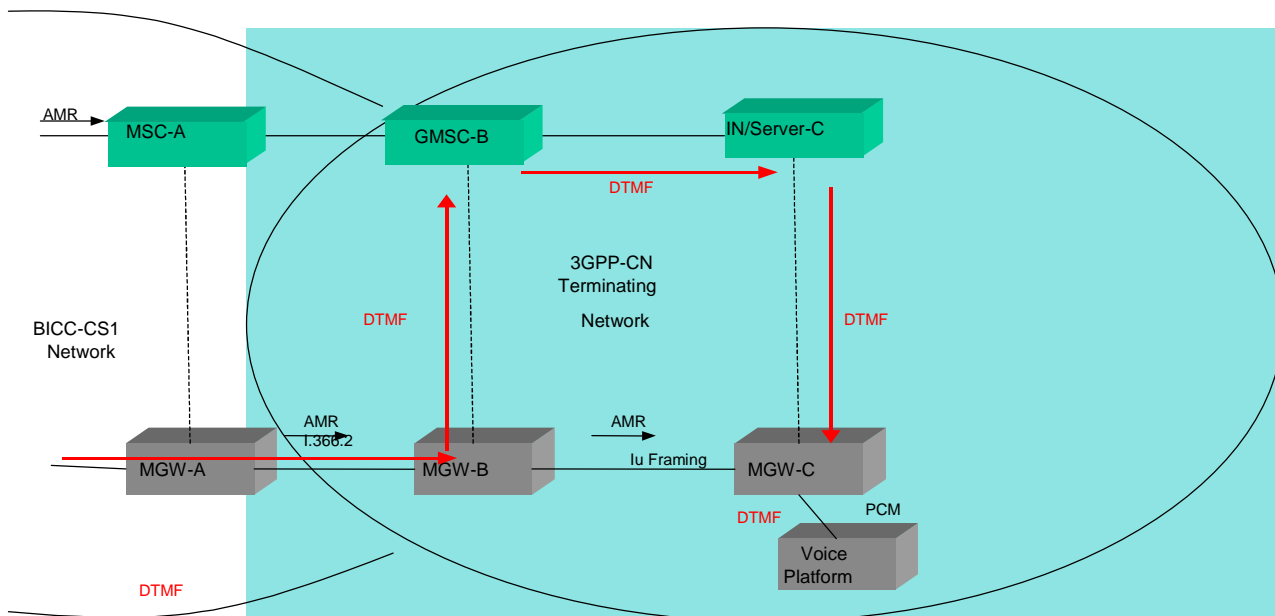 AMR
MSC-A
GMSC-B
IN/Server-C
DTMF
3GPP-CN
Terminating
Network
DTMF
DTMF
BICC-CS1
Network
AMR
I.366.2
AMR
MGW-A
MGW-B
Iu Framing
MGW-C
DTMF
PCM
Voice
Platform
DTMF